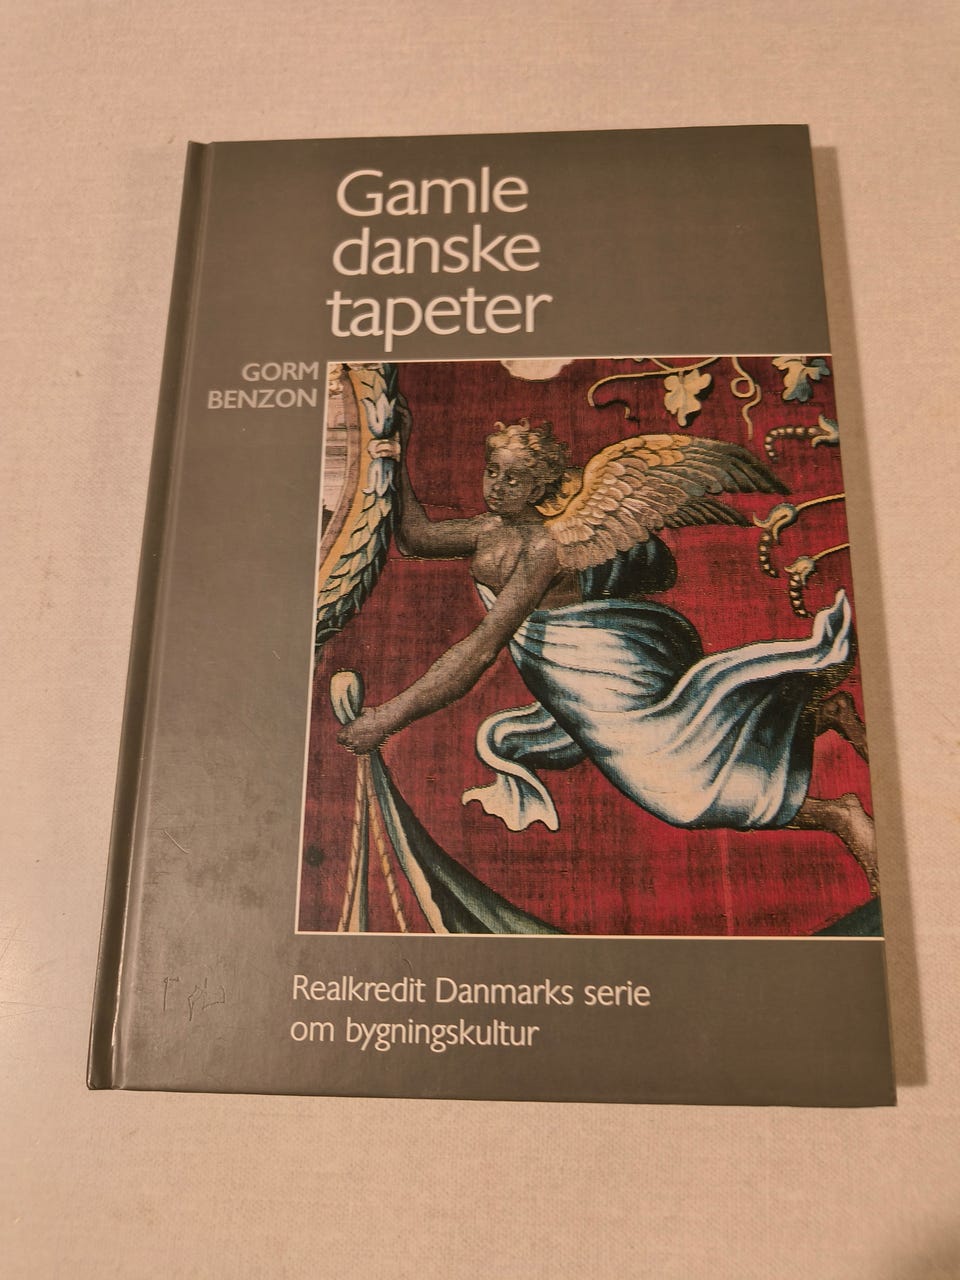 Gamle
danske
tapeter
GORM
BENZON
Realkredit Danmarks serie
om bygningskultur